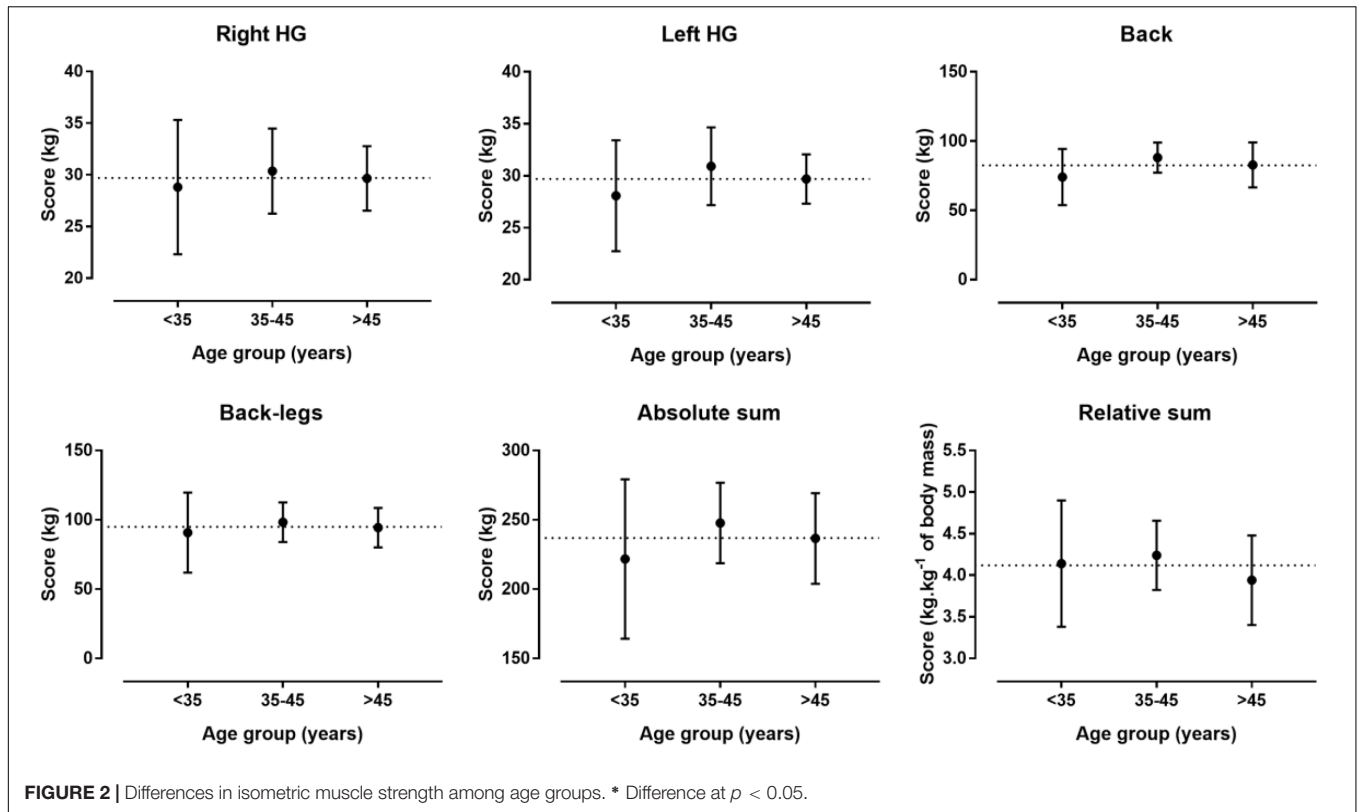 Right HG
Score (kg)
40
35
30
25
20
<35
35-45
>45
Age group (years)
Left HG
Score (kg)
40
35
30
25
20
<35
35-45
>45
Age group (years)
Back
Score (kg)
150
100
50
0
<35
35-45
>45
Age group (years)
Back-legs
Score (kg)
150
100
50
0
<35
35-45
>45
Age group (years)
Absolute sum
Score (kg)
300
250
200
150
<35
35-45
>45
Age group (years)
Relative sum
Score (kg.kg⁻¹ of body mass)
5.5
5.0
4.5
4.0
3.5
3.0
<35
35-45
>45
Age group (years)
FIGURE 2 | Differences in isometric muscle strength among age groups. * Difference at p < 0.05.